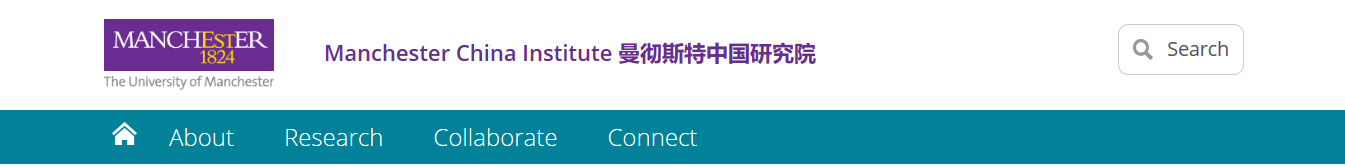 MANCHESTER
1824
The University of Manchester
Manchester China Institute 曼彻斯特中国研究院
Search
About
Research
Collaborate
Connect